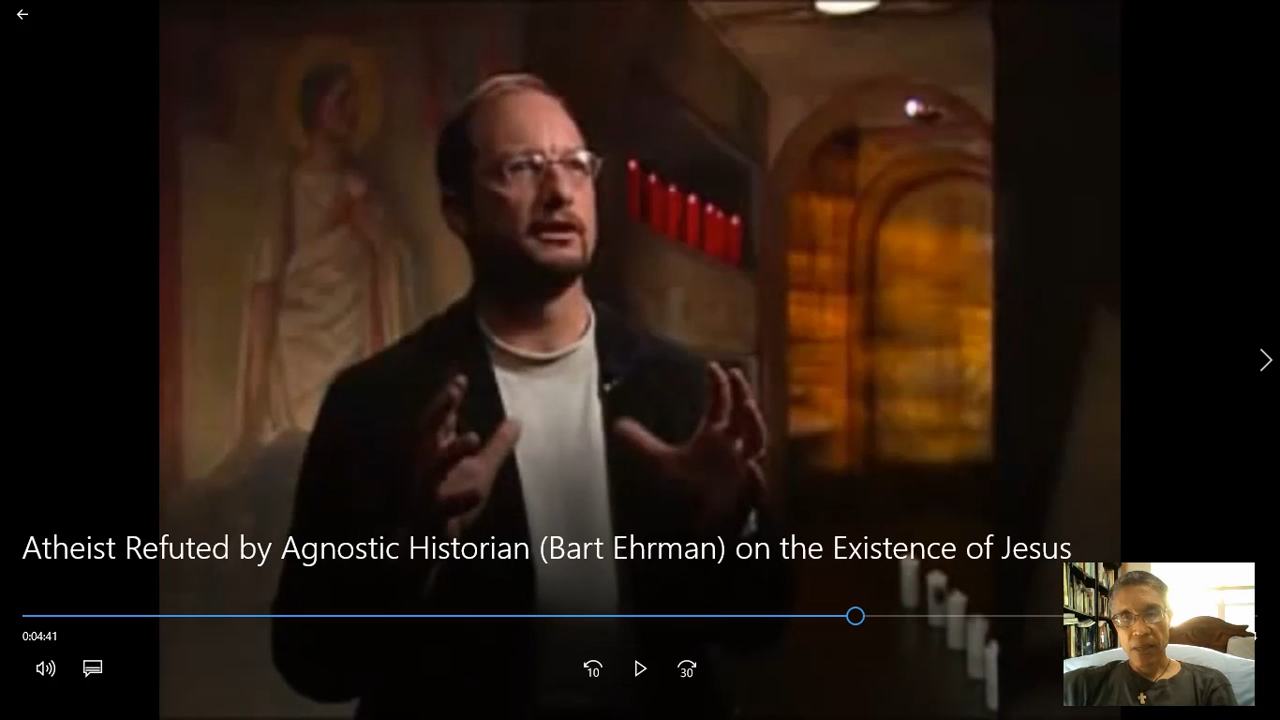 Atheist Refuted by Agnostic Historian (Bart Ehrman) on the Existence of Jesus
0:04:41
10
30